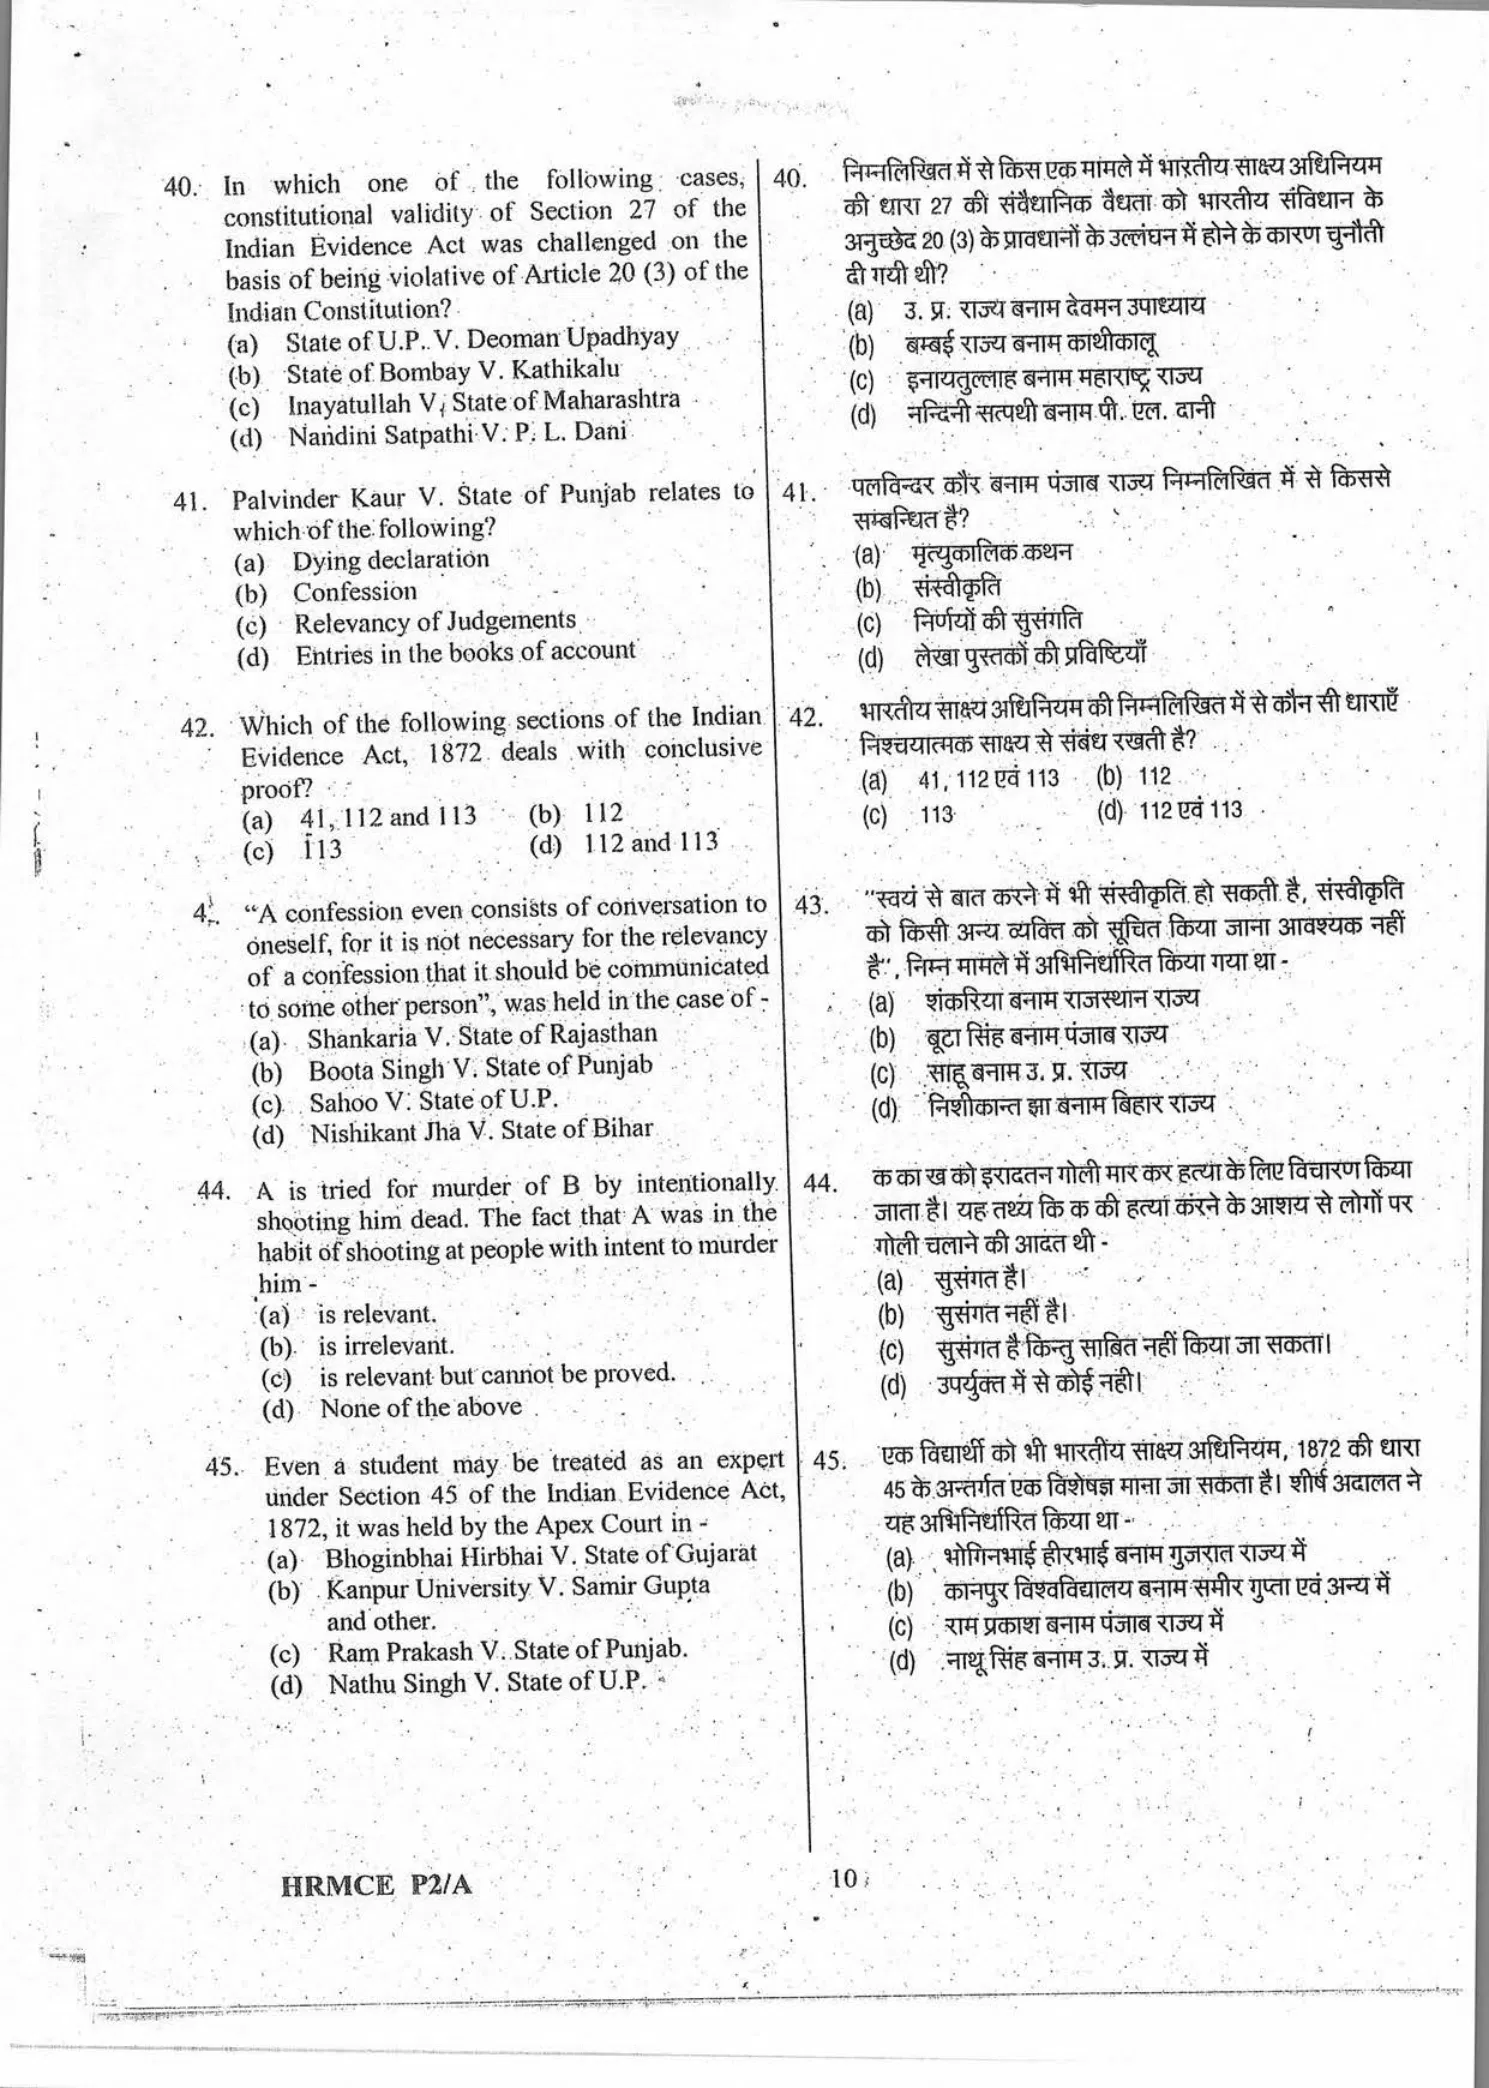 40. In which one of the following cases,
constitutional validity of Section 27 of the
Indian Evidence Act was challenged on the
basis of being violative of Article 20 (3) of the
Indian Constitution?
(a) State of U.P. V. Deoman Upadhyay
(b) State of Bombay V. Kathikalu
(c) Inayatullah V. State of Maharashtra
(d) Nandini Satpathi V. P. L. Dani
41. Palvinder Kaur V. State of Punjab relates to
which of the following?
(a) Dying declaration
(b) Confession
(c) Relevancy of Judgements
(d) Entries in the books of account
42. Which of the following sections of the Indian
Evidence Act, 1872 deals with conclusive
proof?
(a) 41, 112 and 113 (b) 112
(c) 113 (d) 112 and 113
4 "A confession even consists of conversation to
oneself, for it is not necessary for the relevancy
of a confession that it should be communicated
to some other person", was held in the case of -
(a) Shankaria V. State of Rajasthan
(b) Boota Singh V. State of Punjab
(c) Sahoo V. State of U.P.
(d) Nishikant Jha V. State of Bihar
44. A is tried for murder of B by intentionally
shooting him dead. The fact that A was in the
habit of shooting at people with intent to murder
him -
(a) is relevant.
(b) is irrelevant.
(c) is relevant but cannot be proved.
(d) None of the above
45. Even a student may be treated as an expert
under Section 45 of the Indian Evidence Act,
1872, it was held by the Apex Court in -
(a) Bhoginbhai Hirbhai V. State of Gujarat
(b) Kanpur University V. Samir Gupta
and other.
(c) Ram Prakash V. State of Punjab.
(d) Nathu Singh V. State of U.P.
40. निम्नलिखित में से किस एक मामले में भारतीय साक्ष्य अधिनियम
की धारा 27 की संवैधानिक वैधता को भारतीय संविधान के
अनुच्छेद 20 (3) के प्रावधानों के उल्लंघन में होने के कारण चुनौती
दी गयी थी?
(a) उ. प्र. राज्य बनाम देवमन उपाध्याय
(b) बम्बई राज्य बनाम काथीकालू
(c) इनायतुल्लाह बनाम महाराष्ट्र राज्य
(d) नन्दिनी सत्पथी बनाम पी. एल. दानी
41. पलविन्दर कौर बनाम पंजाब राज्य निम्नलिखित में से किससे
सम्बन्धित है?
(a) मृत्युकालिक कथन
(b) संस्वीकृति
(c) निर्णयों की सुसंगति
(d) लेखा पुस्तकों की प्रविष्टियाँ
42. भारतीय साक्ष्य अधिनियम की निम्नलिखित में से कौन सी धाराएँ
निश्चयात्मक साक्ष्य से संबंध रखती है?
(a) 41, 112 एवं 113 (b) 112
(c) 113 (d) 112 एवं 113
43. "स्वयं से बात करने में भी संस्वीकृति हो सकती है, संस्वीकृति
को किसी अन्य व्यक्ति को सूचित किया जाना आवश्यक नहीं
है", निम्न मामले में अभिनिर्धारित किया गया था -
(a) शंकरिया बनाम राजस्थान राज्य
(b) बूटा सिंह बनाम पंजाब राज्य
(c) साहू बनाम उ. प्र. राज्य
(d) निशीकान्त झा बनाम बिहार राज्य
44. क का ख को इरादतन गोली मार कर हत्या के लिए विचारण किया
जाता है। यह तथ्य कि क की हत्या करने के आशय से लोगों पर
गोली चलाने की आदत थी -
(a) सुसंगत है।
(b) सुसंगत नहीं है।
(c) सुसंगत है किन्तु साबित नहीं किया जा सकता।
(d) उपर्युक्त में से कोई नही।
45. एक विद्यार्थी को भी भारतीय साक्ष्य अधिनियम, 1872 की धारा
45 के अन्तर्गत एक विशेषज्ञ माना जा सकता है। शीर्ष अदालत ने
यह अभिनिर्धारित किया था -
(a) भोगिनभाई हीरभाई बनाम गुजरात राज्य में
(b) कानपुर विश्वविद्यालय बनाम समीर गुप्ता एवं अन्य में
(c) राम प्रकाश बनाम पंजाब राज्य में
(d) नाथू सिंह बनाम उ. प्र. राज्य में
HRMCE P2/A
10